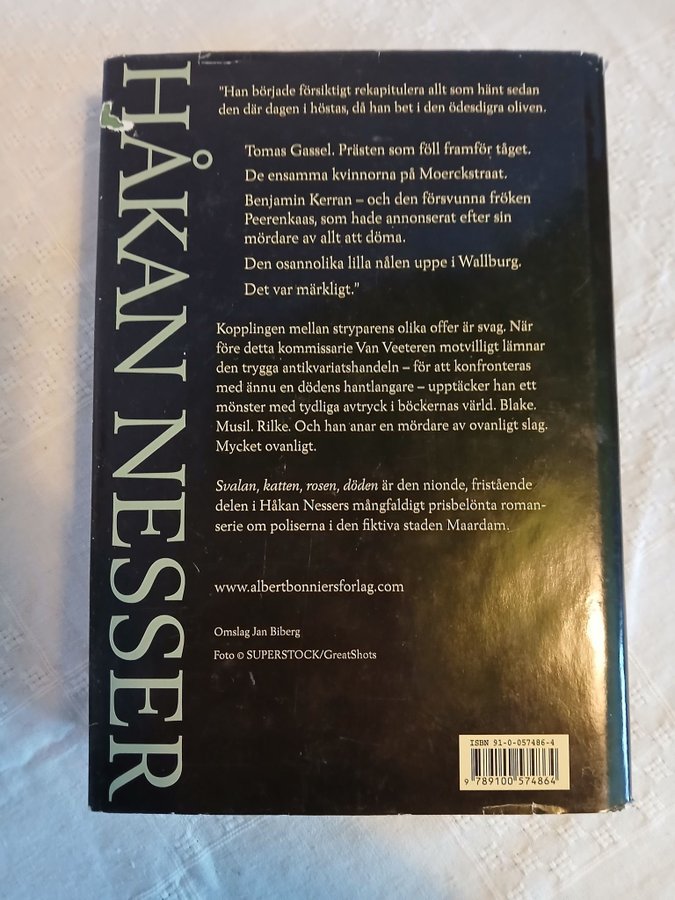 HÅKAN NESSER
"Han började försiktigt rekapitulera allt som hänt sedan
den där dagen i höstas, då han bet i den ödesdigra oliven.
Tomas Gassel. Prästen som föll framför tåget.
De ensamma kvinnorna på Moerckstraat.
Benjamin Kerran – och den försvunna fröken
Peerenkaas, som hade annonserat efter sin
mördare av allt att döma.
Den osannolika lilla nålen uppe i Wallburg.
Det var märkligt."
Kopplingen mellan stryparens olika offer är svag. När
före detta kommissarie Van Veeteren motvilligt lämnar
den trygga antikvariatshandeln – för att konfronteras
med ännu en dödens hantlangare – upptäcker han ett
mönster med tydliga avtryck i böckernas värld. Blake.
Musil. Rilke. Och han anar en mördare av ovanligt slag.
Mycket ovanligt.
Svalan, katten, rosen, döden är den nionde, fristående
delen i Håkan Nessers mångfaldigt prisbelönta roman-
serie om poliserna i den fiktiva staden Maardam.
www.albertbonniersforlag.com
Omslag Jan Biberg
Foto © SUPERSTOCK/GreatShots
ISBN 91-0-057486-4
9 789100 574864